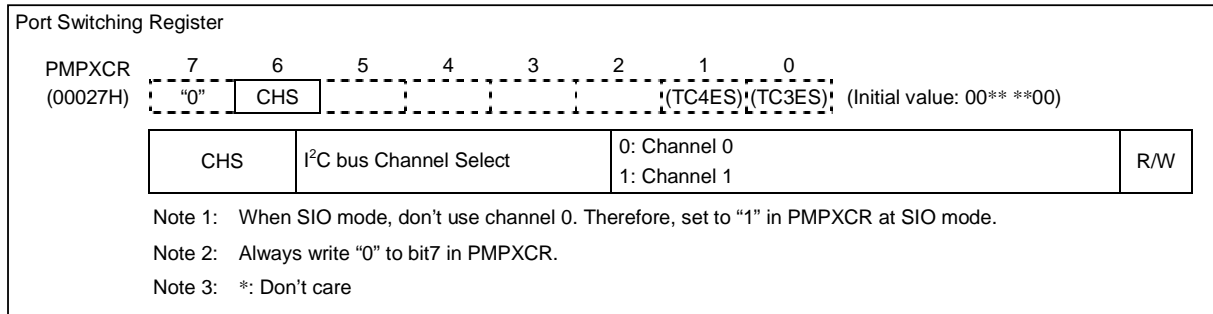 Port Switching Register
PMPXCR 7 6 5 4 3 2 1 0
(00027H) “0” CHS (TC4ES) (TC3ES) (Initial value: 00** **00)
CHS I²C bus Channel Select 0: Channel 0 R/W
1: Channel 1
Note 1: When SIO mode, don’t use channel 0. Therefore, set to “1” in PMPXCR at SIO mode.
Note 2: Always write “0” to bit7 in PMPXCR.
Note 3: *: Don’t care